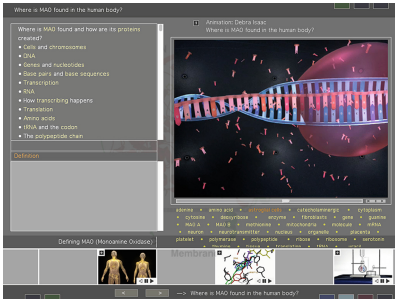 Where is MAO found in the human body?
Animation: Debra Isaac
Where is MAO found in the human body?
Where is MAO found and how are its proteins
created?
• Cells and chromosomes
• DNA
• Genes and nucleotides
• Base pairs and base sequences
• Transcription
• RNA
• How transcribing happens
• Translation
• Amino acids
• tRNA and the codon
• The polypeptide chain
Definition
adenine • amino acid • astroglial cells • catecholaminergic • cytoplasm
• cytosine • deoxyribose • enzyme • fibroblasts • gene • guanine
• MAO A • MAO B • methionine • mitochondria • molecule • mRNA
• neuron • neurotransmitter • nucleus • organelle • placenta •
platelet • polymerase • polypeptide • ribose • ribosome • serotonin
Defining MAO (Monoamine Oxidase)
Membrane
< >
—> Where is MAO found in the human body?